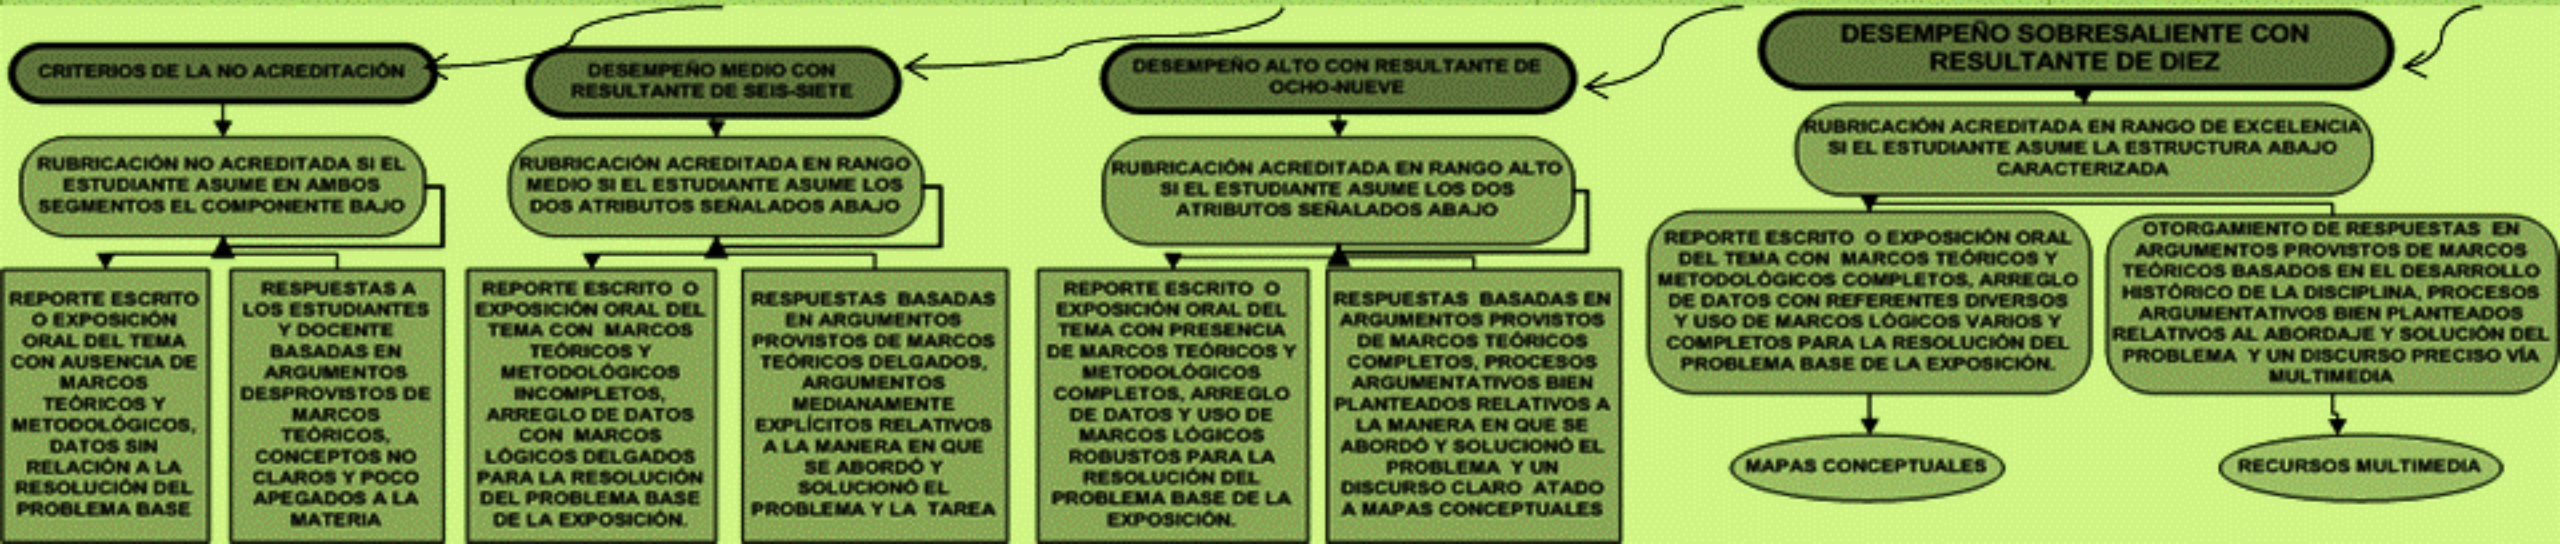 CRITERIOS DE LA NO ACREDITACIÓN
RUBRICACIÓN NO ACREDITADA SI EL
ESTUDIANTE ASUME EN AMBOS
SEGMENTOS EL COMPONENTE BAJO
REPORTE ESCRITO
O EXPOSICIÓN
ORAL DEL TEMA
CON AUSENCIA DE
MARCOS
TEÓRICOS Y
METODOLÓGICOS,
DATOS SIN
RELACIÓN A LA
RESOLUCIÓN DEL
PROBLEMA BASE
RESPUESTAS A
LOS ESTUDIANTES
Y DOCENTE
BASADAS EN
ARGUMENTOS
DESPROVISTOS DE
MARCOS
TEÓRICOS,
CONCEPTOS NO
CLAROS Y POCO
APEGADOS A LA
MATERIA
DESEMPEÑO MEDIO CON
RESULTANTE DE SEIS-SIETE
RUBRICACIÓN ACREDITADA EN RANGO
MEDIO SI EL ESTUDIANTE ASUME LOS
DOS ATRIBUTOS SEÑALADOS ABAJO
REPORTE ESCRITO O
EXPOSICIÓN ORAL DEL
TEMA CON MARCOS
TEÓRICOS Y
METODOLÓGICOS
INCOMPLETOS,
ARREGLO DE DATOS
CON MARCOS
LÓGICOS DELGADOS
PARA LA RESOLUCIÓN
DEL PROBLEMA BASE
DE LA EXPOSICIÓN.
RESPUESTAS BASADAS
EN ARGUMENTOS
PROVISTOS DE MARCOS
TEÓRICOS DELGADOS,
ARGUMENTOS
MEDIANAMENTE
EXPLÍCITOS RELATIVOS
A LA MANERA EN QUE
SE ABORDÓ Y
SOLUCIONÓ EL
PROBLEMA Y LA TAREA
DESEMPEÑO ALTO CON RESULTANTE DE
OCHO-NUEVE
RUBRICACIÓN ACREDITADA EN RANGO ALTO
SI EL ESTUDIANTE ASUME LOS DOS
ATRIBUTOS SEÑALADOS ABAJO
REPORTE ESCRITO O
EXPOSICIÓN ORAL DEL
TEMA CON PRESENCIA
DE MARCOS TEÓRICOS Y
METODOLÓGICOS
COMPLETOS, ARREGLO
DE DATOS Y USO DE
MARCOS LÓGICOS
ROBUSTOS PARA LA
RESOLUCIÓN DEL
PROBLEMA BASE DE LA
EXPOSICIÓN.
RESPUESTAS BASADAS EN
ARGUMENTOS PROVISTOS
DE MARCOS TEÓRICOS
COMPLETOS, PROCESOS
ARGUMENTATIVOS BIEN
PLANTEADOS RELATIVOS A
LA MANERA EN QUE SE
ABORDÓ Y SOLUCIONÓ EL
PROBLEMA Y UN
DISCURSO CLARO ATADO
A MAPAS CONCEPTUALES
DESEMPEÑO SOBRESALIENTE CON
RESULTANTE DE DIEZ
RUBRICACIÓN ACREDITADA EN RANGO DE EXCELENCIA
SI EL ESTUDIANTE ASUME LA ESTRUCTURA ABAJO
CARACTERIZADA
REPORTE ESCRITO O EXPOSICIÓN ORAL
DEL TEMA CON MARCOS TEÓRICOS Y
METODOLÓGICOS COMPLETOS, ARREGLO
DE DATOS CON REFERENTES DIVERSOS
Y USO DE MARCOS LÓGICOS VARIOS Y
COMPLETOS PARA LA RESOLUCIÓN DEL
PROBLEMA BASE DE LA EXPOSICIÓN.
MAPAS CONCEPTUALES
OTORGAMIENTO DE RESPUESTAS EN
ARGUMENTOS PROVISTOS DE MARCOS
TEÓRICOS BASADOS EN EL DESARROLLO
HISTÓRICO DE LA DISCIPLINA, PROCESOS
ARGUMENTATIVOS BIEN PLANTEADOS
RELATIVOS AL ABORDAJE Y SOLUCIÓN DEL
PROBLEMA Y UN DISCURSO PRECISO VÍA
MULTIMEDIA
RECURSOS MULTIMEDIA